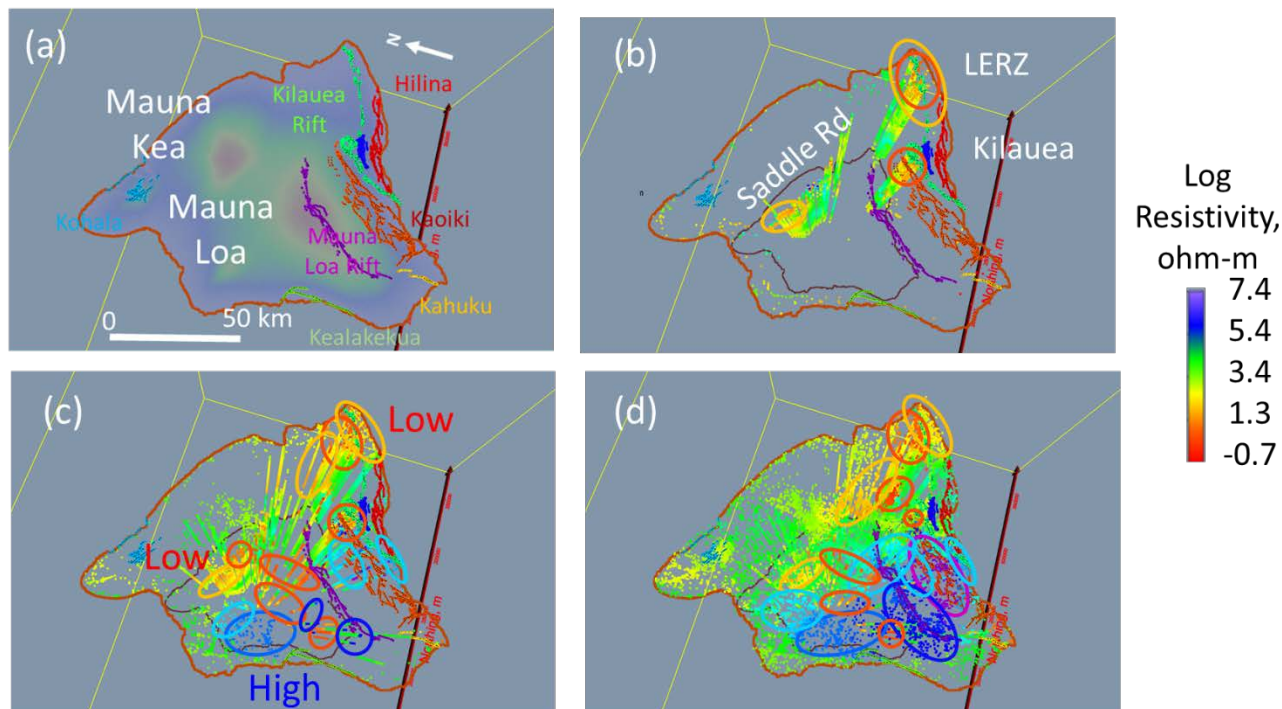 (a)
N
Hilina
Mauna
Kea
Kilauea
Rift
Kohala
Mauna
Loa
Kaoiki
Mauna
Loa Rift
Kahuku
0
50 km
Kealakekua
(b)
LERZ
Saddle Rd
Kilauea
Northing, m
Log
Resistivity,
ohm-m
7.4
5.4
3.4
1.3
-0.7
(c)
Low
Low
High
(d)